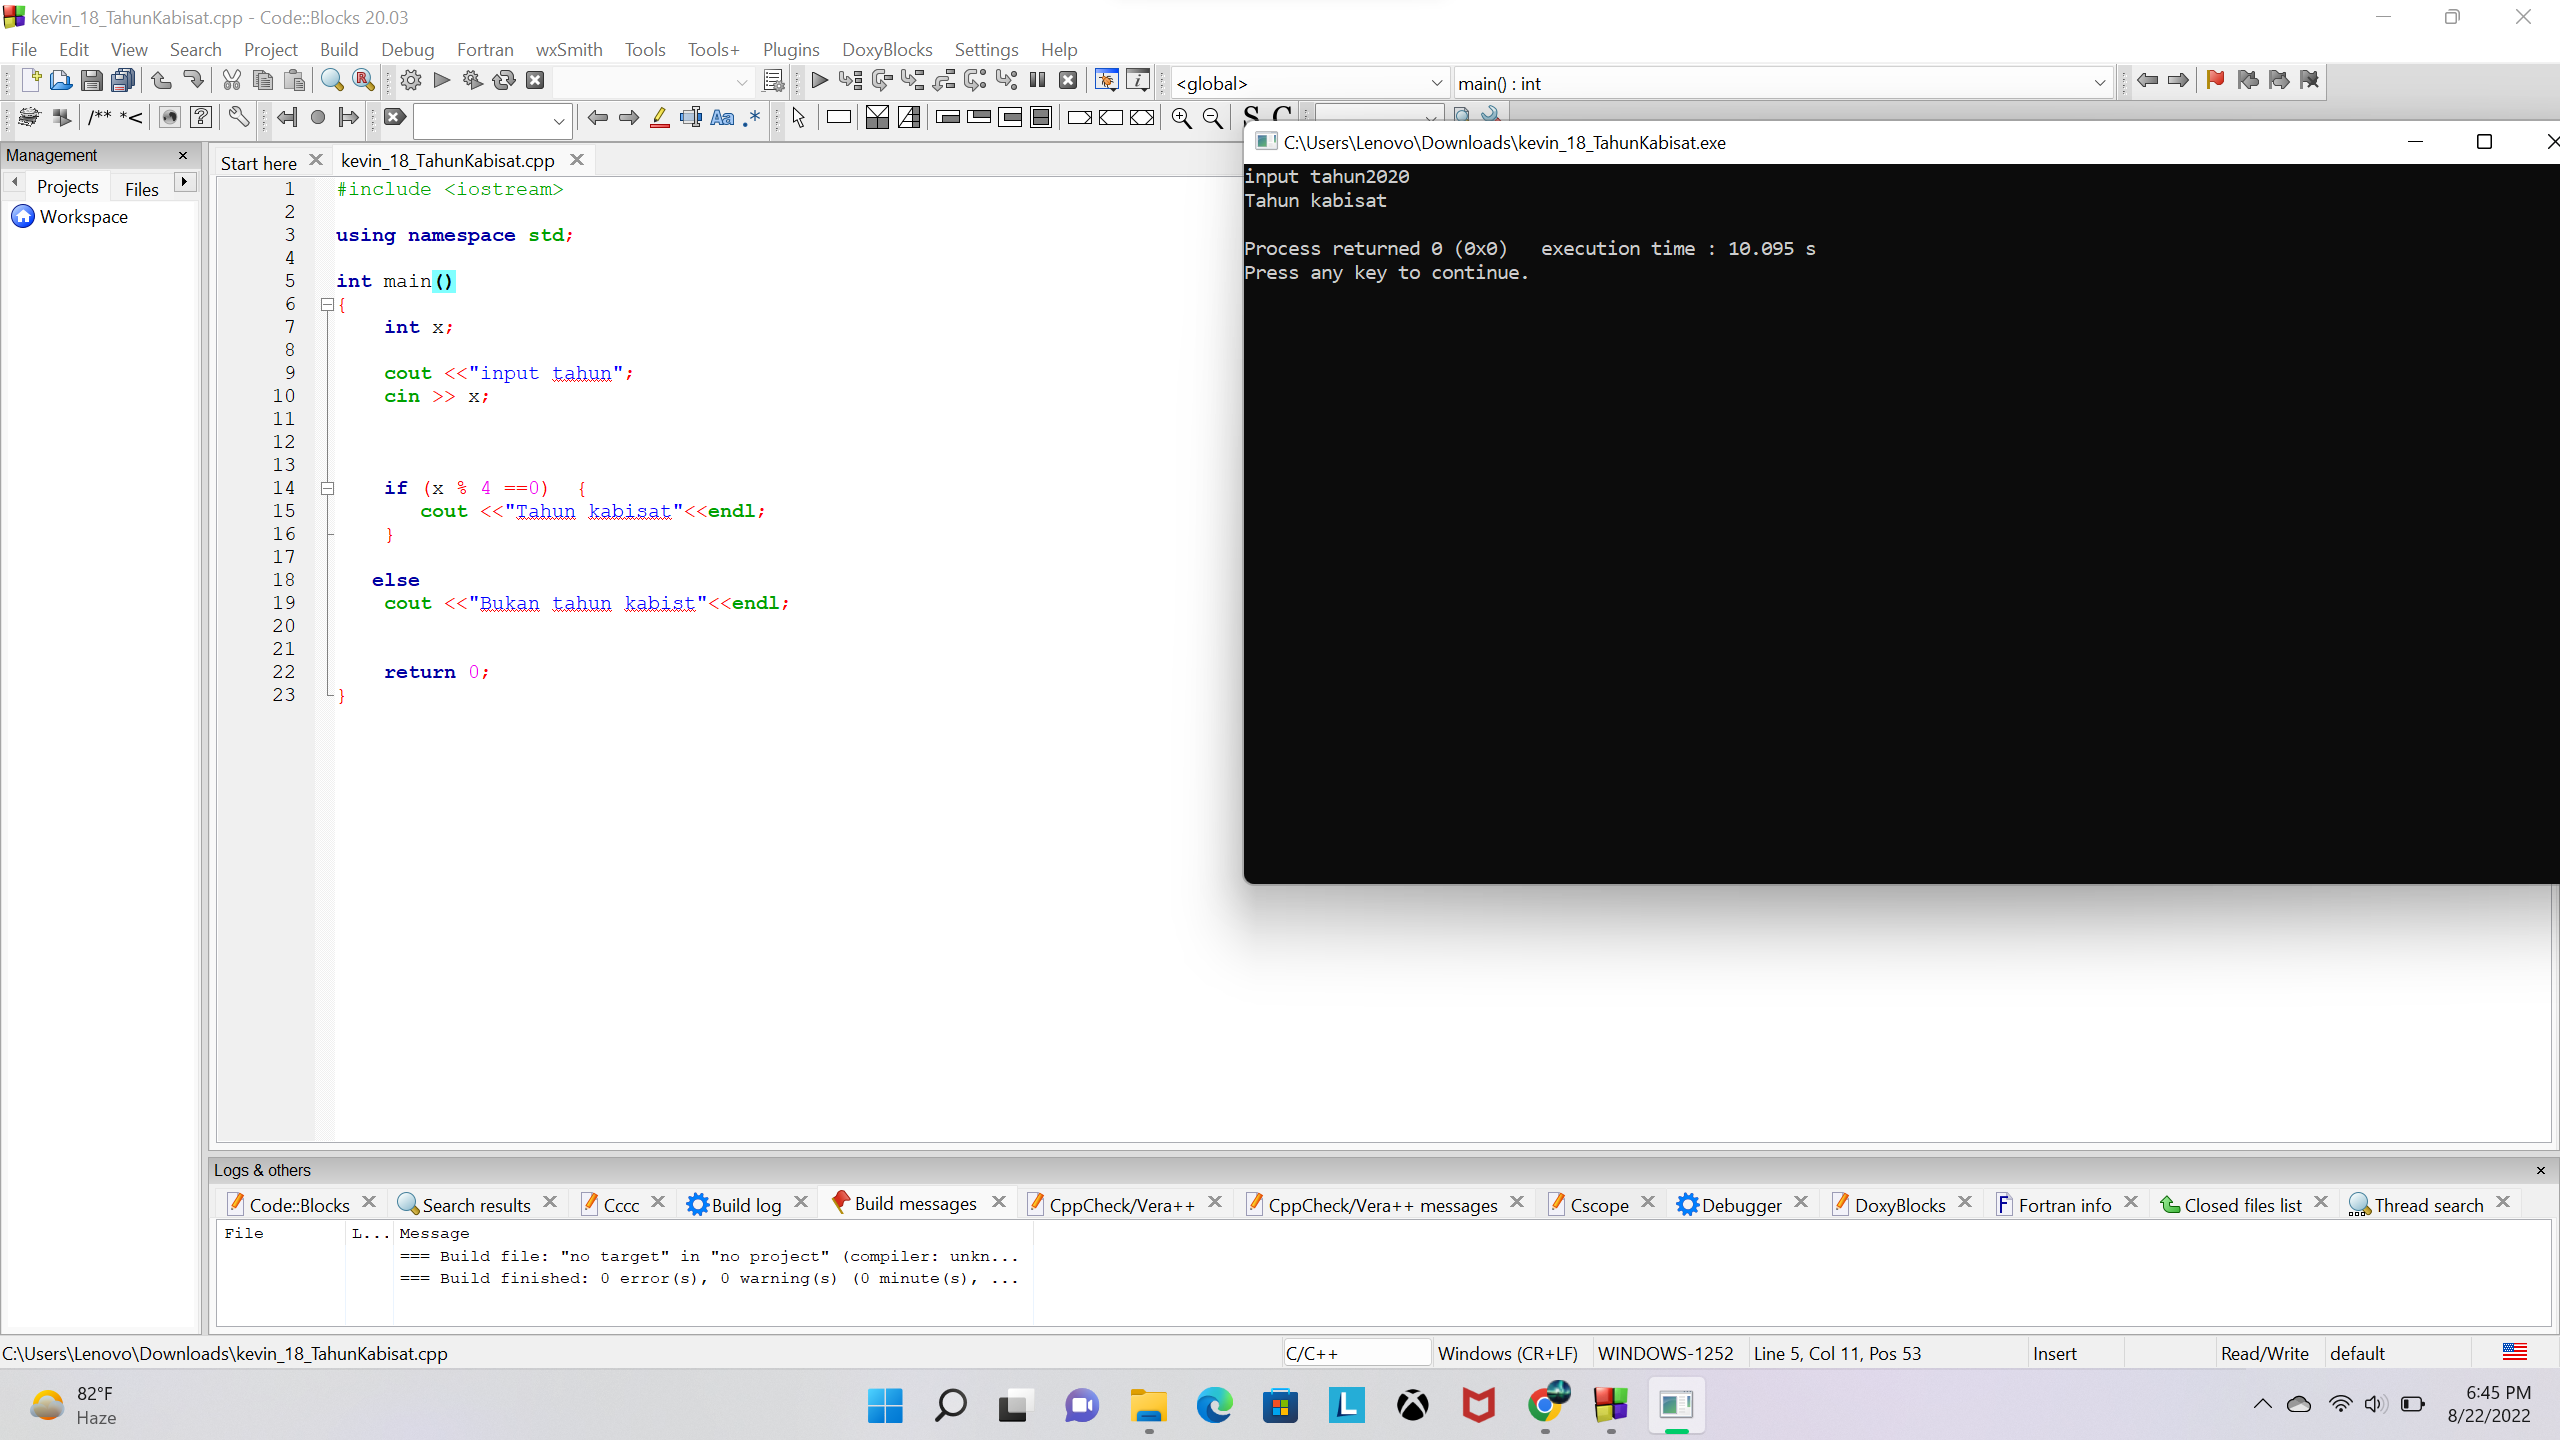 kevin_18_TahunKabisat.cpp - Code::Blocks 20.03
File Edit View Search Project Build Debug Fortran wxSmith Tools Tools+ Plugins DoxyBlocks Settings Help
<global> main() : int
/** *<
Aa .*
S C
Management
Projects Files
Workspace
Start here kevin_18_TahunKabisat.cpp
1 #include <iostream>
2
3 using namespace std;
4
5 int main()
6 {
7 int x;
8
9 cout <<"input tahun";
10 cin >> x;
11
12
13
14 if (x % 4 ==0) {
15 cout <<"Tahun kabisat"<<endl;
16 }
17
18 else
19 cout <<"Bukan tahun kabist"<<endl;
20
21
22 return 0;
23 }
C:\Users\Lenovo\Downloads\kevin_18_TahunKabisat.exe
input tahun2020
Tahun kabisat
Process returned 0 (0x0) execution time : 10.095 s
Press any key to continue.
Logs & others
Code::Blocks Search results Cccc Build log Build messages CppCheck/Vera++ CppCheck/Vera++ messages Cscope Debugger DoxyBlocks Fortran info Closed files list Thread search
File L... Message
=== Build file: "no target" in "no project" (compiler: unkn...
=== Build finished: 0 error(s), 0 warning(s) (0 minute(s), ...
C:\Users\Lenovo\Downloads\kevin_18_TahunKabisat.cpp C/C++ Windows (CR+LF) WINDOWS-1252 Line 5, Col 11, Pos 53 Insert Read/Write default
82°F
Haze
6:45 PM
8/22/2022